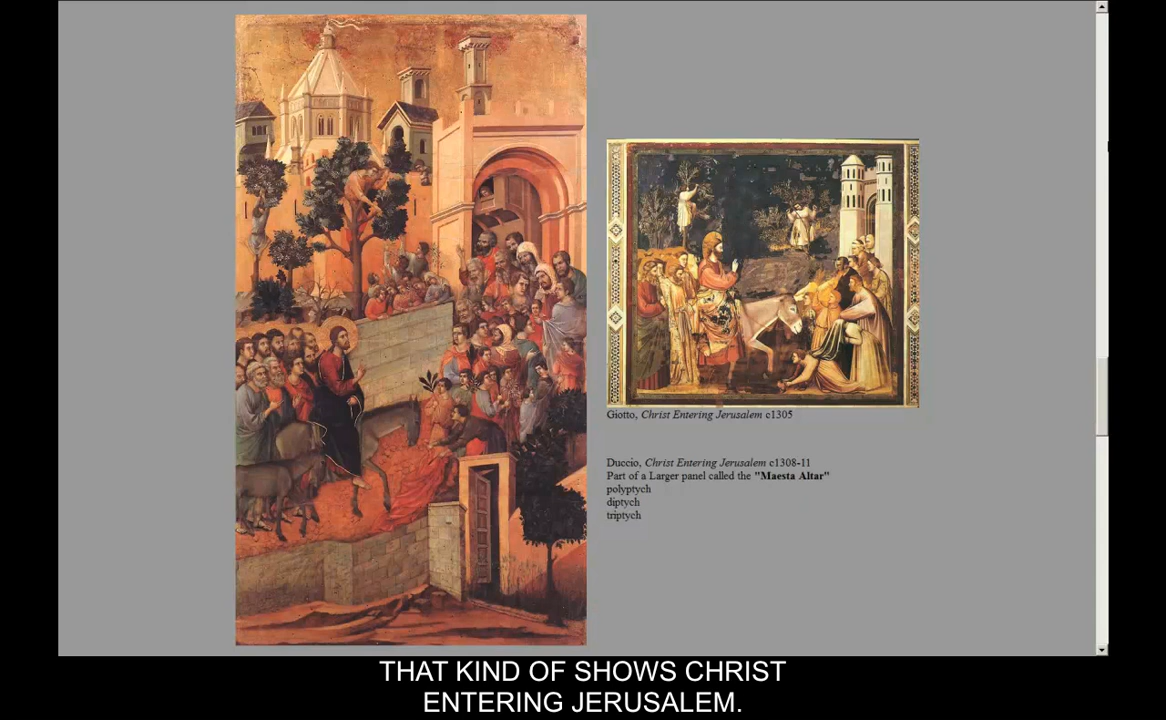 Giotto, Christ Entering Jerusalem c1305
Duccio, Christ Entering Jerusalem c1308-11
Part of a Larger panel called the "Maesta Altar"
polyptych
diptych
triptych
THAT KIND OF SHOWS CHRIST
ENTERING JERUSALEM.